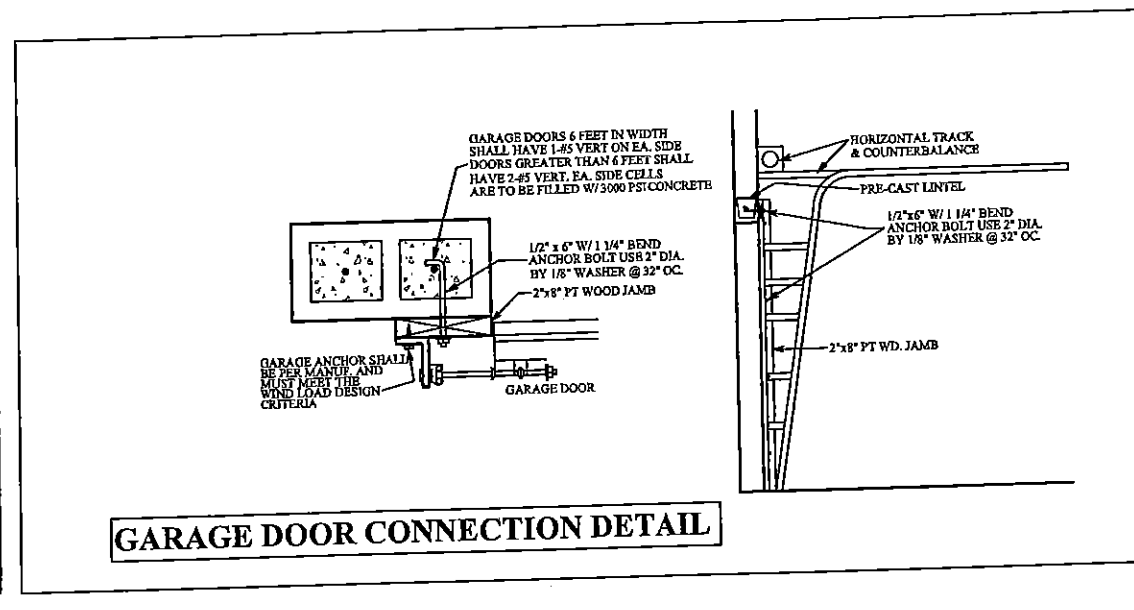 GARAGE DOORS 6 FEET IN WIDTH
SHALL HAVE 1-#5 VERT ON EA. SIDE
DOORS GREATER THAN 6 FEET SHALL
HAVE 2-#5 VERT. EA. SIDE CELLS
ARE TO BE FILLED W/ 3000 PSI CONCRETE
1/2" x 6" W/ 1 1/4" BEND
ANCHOR BOLT USE 2" DIA.
BY 1/8" WASHER @ 32" OC.
2"x8" PT WOOD JAMB
GARAGE ANCHOR SHALL
BE PER MANUF. AND
MUST MEET THE
WIND LOAD DESIGN
CRITERIA
GARAGE DOOR
HORIZONTAL TRACK
& COUNTERBALANCE
PRE-CAST LINTEL
1/2"x6" W/ 1 1/4" BEND
ANCHOR BOLT USE 2" DIA.
BY 1/8" WASHER @ 32" OC.
2"x8" PT WD. JAMB
GARAGE DOOR CONNECTION DETAIL